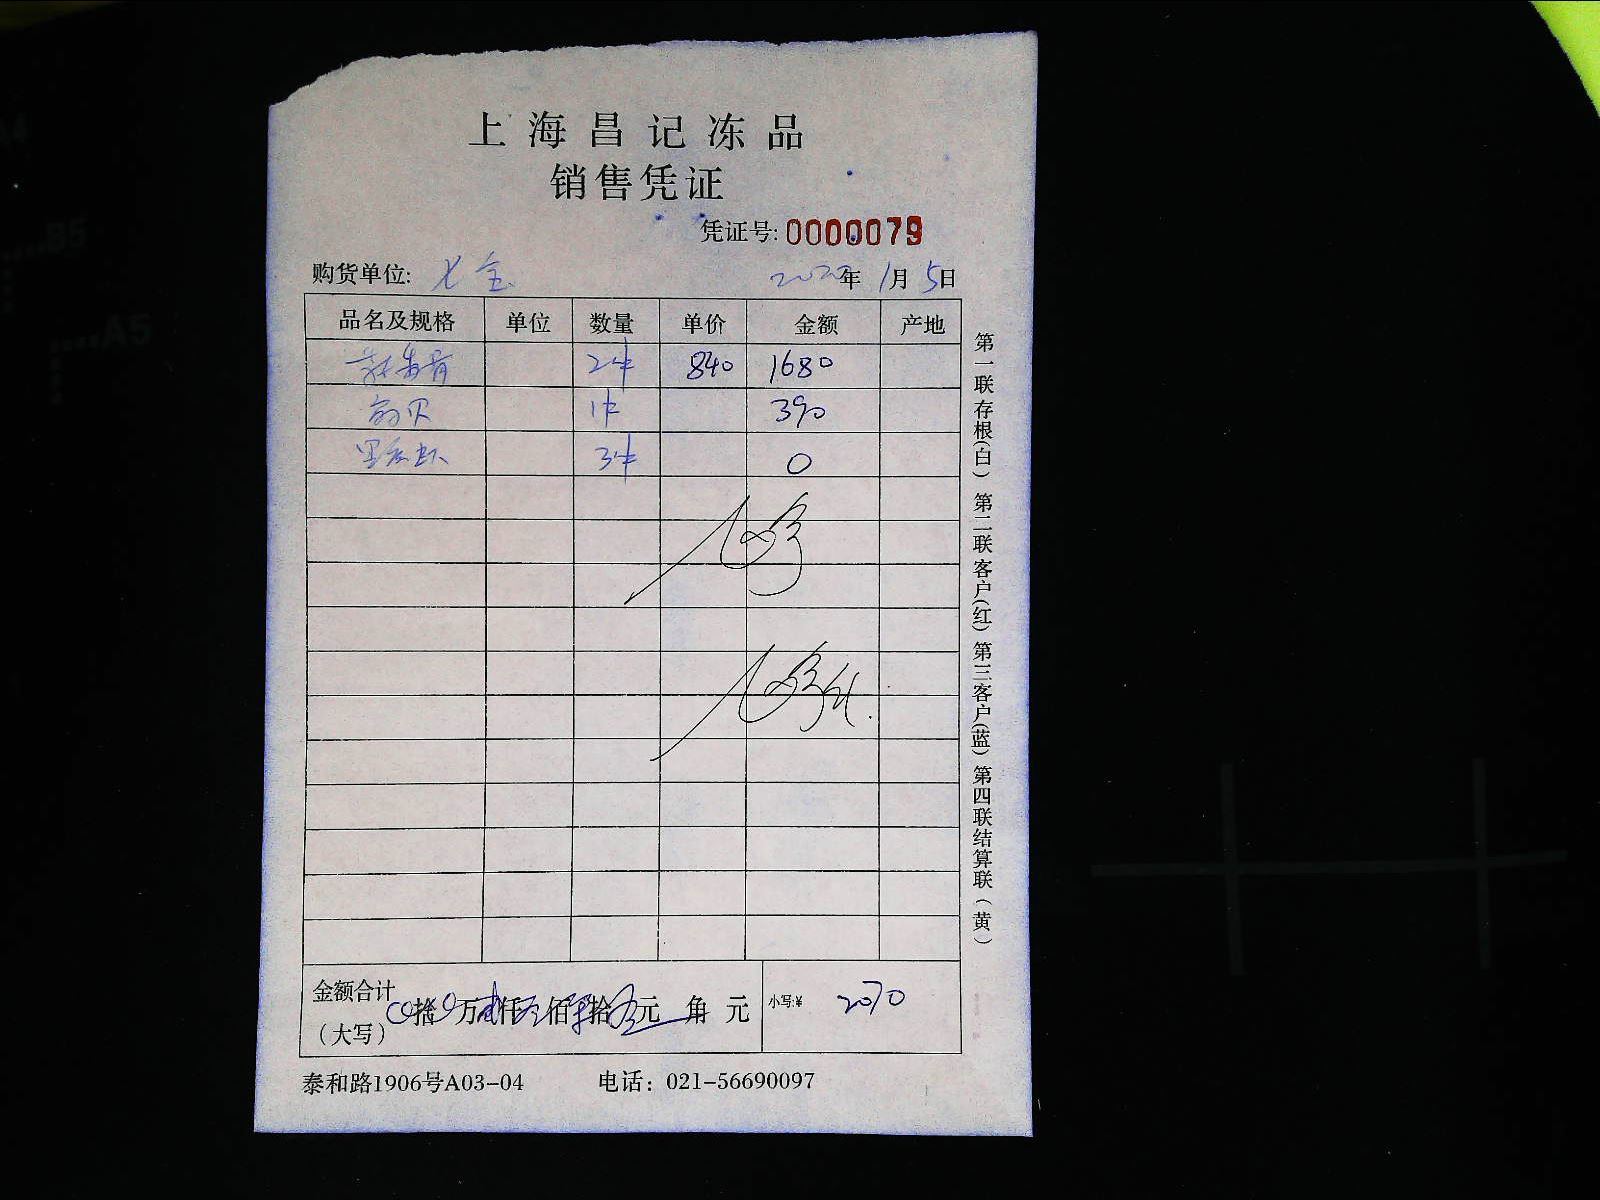 上海昌记冻品
销售凭证
凭证号:0000079
购货单位: 2020年1月5日
品名及规格 单位 数量 单价 金额 产地
2件 840 1680
贝 1件 390
3件 0
金额合计(大写) 拾 万 仟 佰 拾 元 角 元 小写:¥ 2070
泰和路1906号A03-04 电话：021-56690097
第一联存根(白) 第二联客户(红) 第三客户(蓝) 第四联结算联(黄)